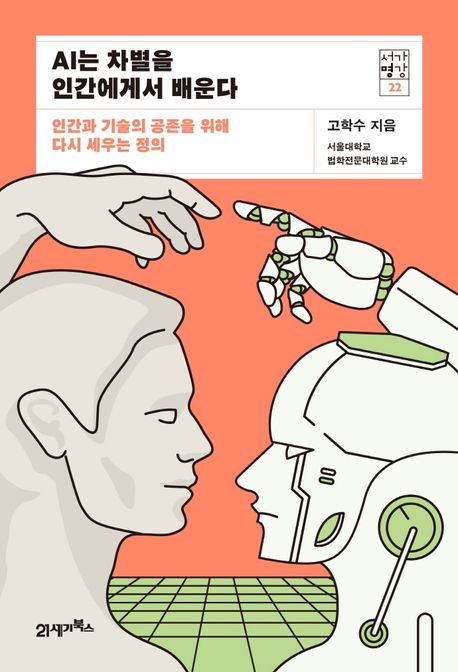 AI는 차별을
인간에게서 배운다
서가
명강
22
인간과 기술의 공존을 위해
다시 세우는 정의
고학수 지음
서울대학교
법학전문대학원 교수
21세기북스